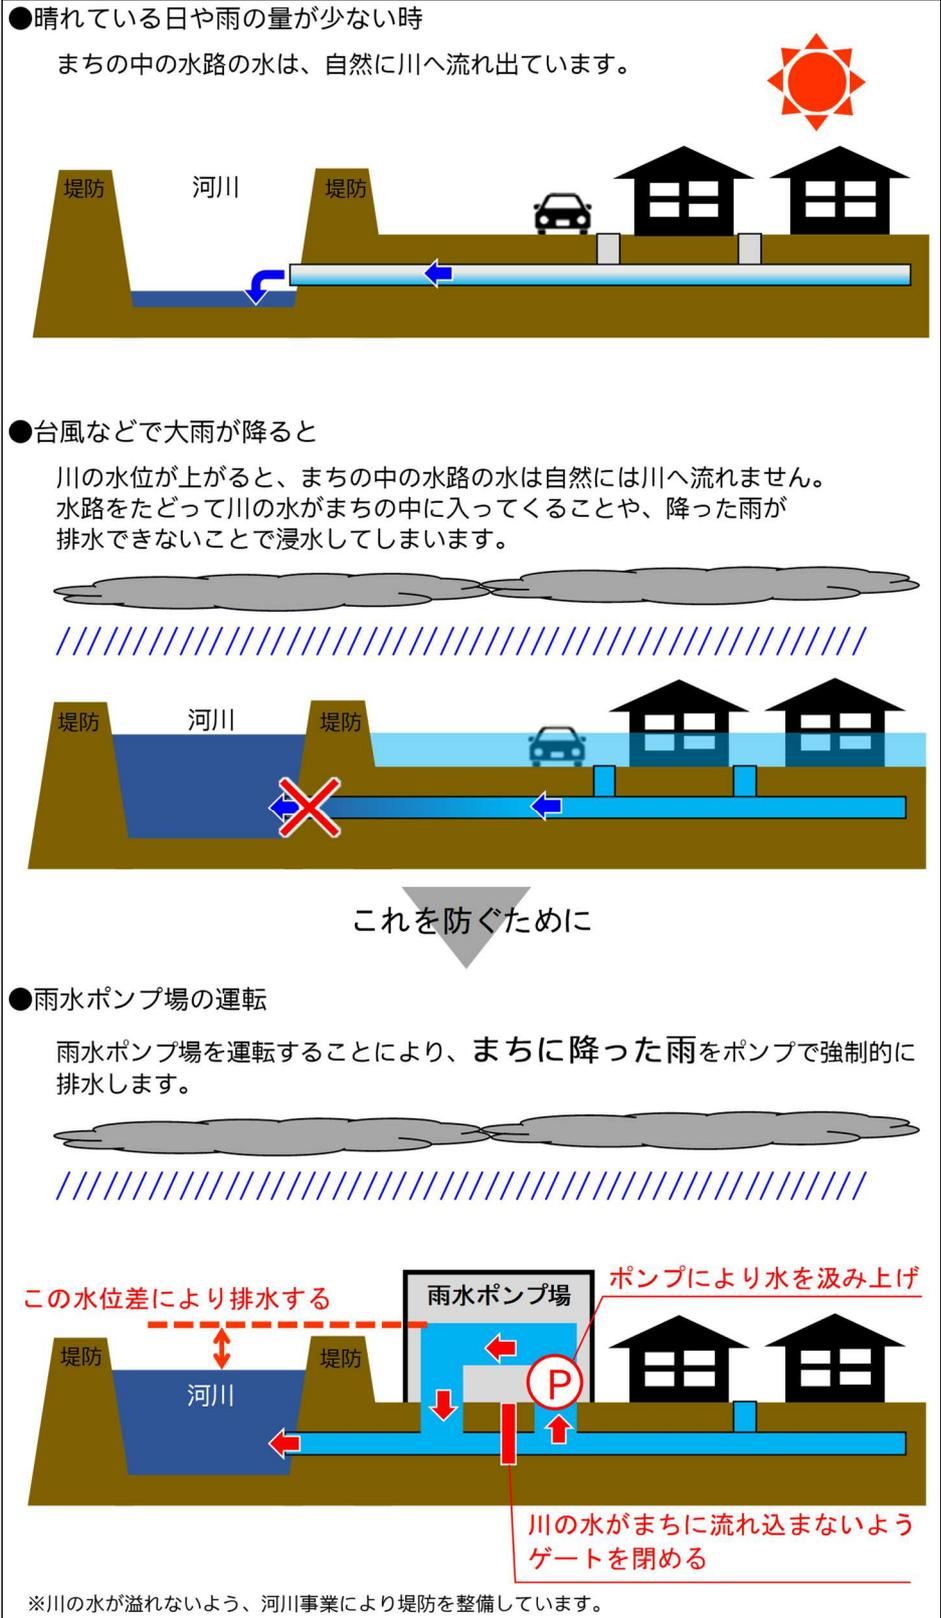 ●晴れている日や雨の量が少ない時
まちの中の水路の水は、自然に川へ流れ出ています。
堤防
河川
堤防
●台風などで大雨が降ると
川の水位が上がると、まちの中の水路の水は自然には川へ流れません。
水路をたどって川の水がまちの中に入ってくることや、降った雨が
排水できないことで浸水してしまいます。
堤防
河川
堤防
これを防ぐために
●雨水ポンプ場の運転
雨水ポンプ場を運転することにより、まちに降った雨をポンプで強制的に
排水します。
ポンプにより水を汲み上げ
この水位差により排水する
雨水ポンプ場
堤防
河川
堤防
P
川の水がまちに流れ込まないよう
ゲートを閉める
※川の水が溢れないよう、河川事業により堤防を整備しています。